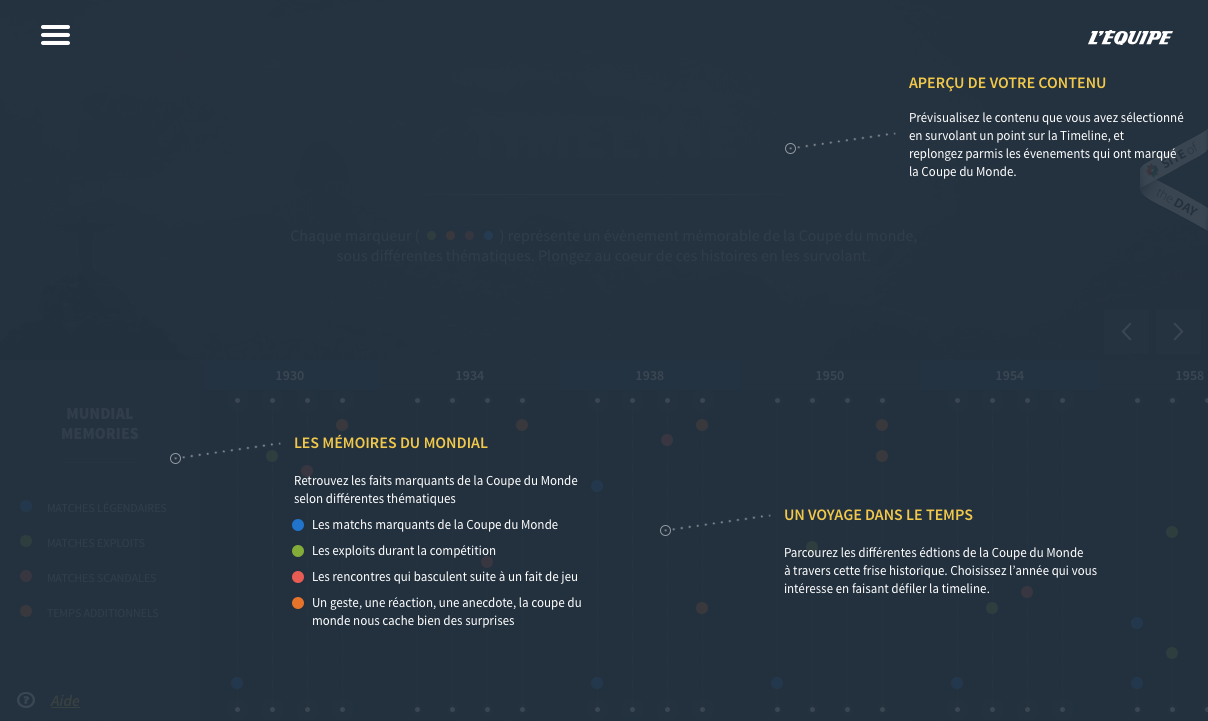 L'ÉQUIPE
APERÇU DE VOTRE CONTENU
Prévisualisez le contenu que vous avez sélectionné
en survolant un point sur la Timeline, et
replongez parmis les évenements qui ont marqué
la Coupe du Monde.
SITE of
the DAY
Chaque marqueur ( ) représente un événement mémorable de la Coupe du monde,
sous différentes thématiques. Plongez au coeur de ces histoires en les survolant.
1930 1934 1938 1950 1954 1958
MUNDIAL
MEMORIES
LES MÉMOIRES DU MONDIAL
Retrouvez les faits marquants de la Coupe du Monde
selon différentes thématiques
Les matchs marquants de la Coupe du Monde
Les exploits durant la compétition
Les rencontres qui basculent suite à un fait de jeu
Un geste, une réaction, une anecdote, la coupe du
monde nous cache bien des surprises
MATCHES LEGENDAIRES
MATCHES EXPLOITS
MATCHES SCANDALES
TEMPS ADDITIONNELS
UN VOYAGE DANS LE TEMPS
Parcourez les différentes édtions de la Coupe du Monde
à travers cette frise historique. Choisissez l'année qui vous
intéresse en faisant défiler la timeline.
? Aide